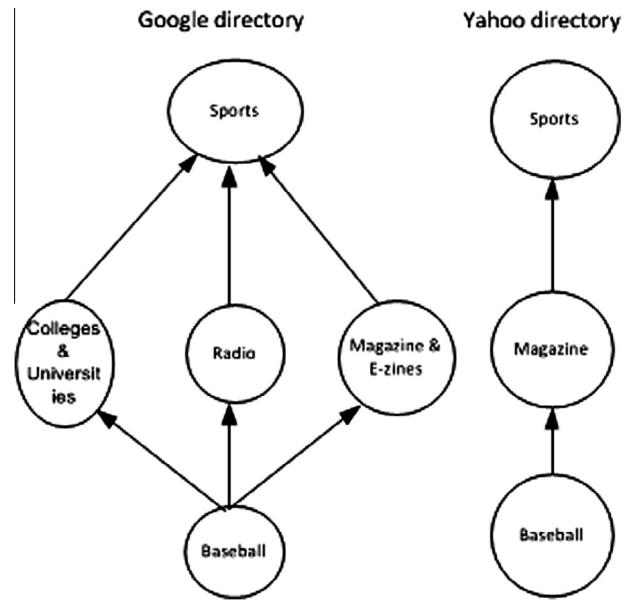 Google directory
Yahoo directory
Sports
Sports
Colleges
&
Universit
ies
Radio
Magazine &
E-zines
Magazine
Baseball
Baseball